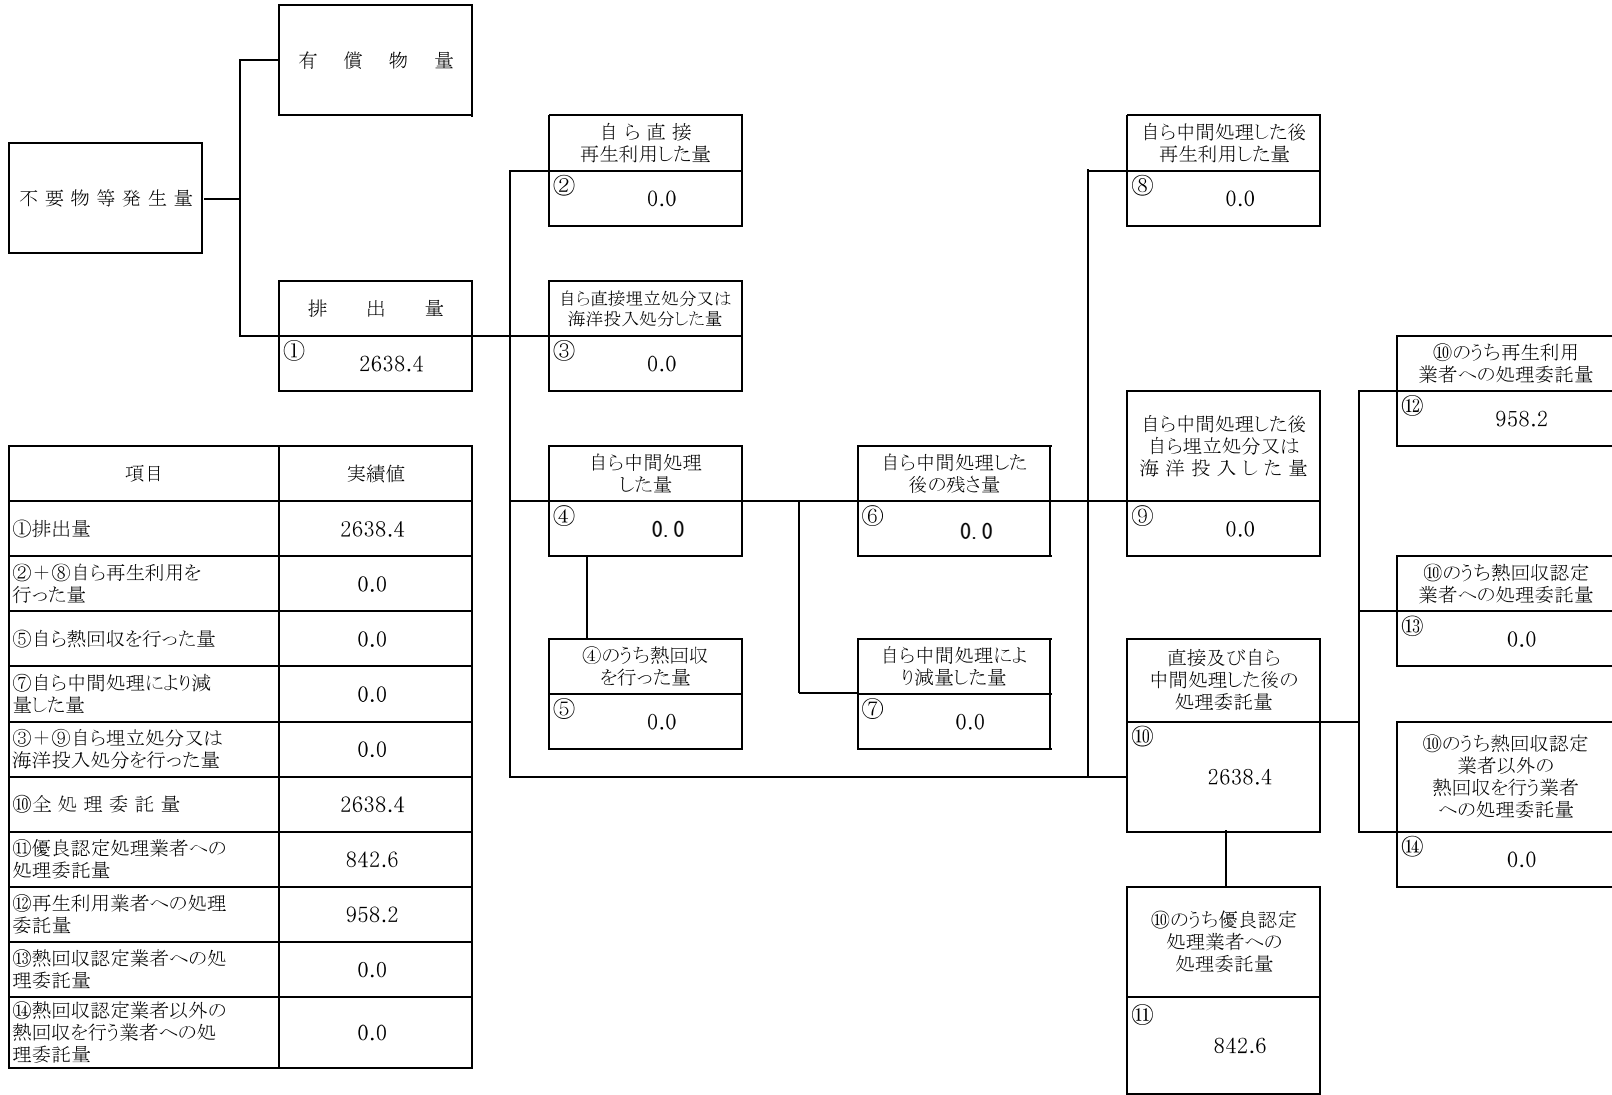 有償物量
不要物等発生量
排出量
① 2638.4
自ら直接
再生利用した量
② 0.0
自ら直接埋立処分又は
海洋投入処分した量
③ 0.0
自ら中間処理
した量
④ 0.0
④のうち熱回収
を行った量
⑤ 0.0
自ら中間処理した
後の残さ量
⑥ 0.0
自ら中間処理によ
り減量した量
⑦ 0.0
自ら中間処理した後
再生利用した量
⑧ 0.0
自ら中間処理した後
自ら埋立処分又は
海洋投入した量
⑨ 0.0
直接及び自ら
中間処理した後の
処理委託量
⑩
2638.4
⑩のうち優良認定
処理業者への
処理委託量
⑪
842.6
⑩のうち再生利用
業者への処理委託量
⑫ 958.2
⑩のうち熱回収認定
業者への処理委託量
⑬ 0.0
⑩のうち熱回収認定
業者以外の
熱回収を行う業者
への処理委託量
⑭ 0.0
項目 実績値
①排出量 2638.4
②＋⑧自ら再生利用を
行った量 0.0
⑤自ら熱回収を行った量 0.0
⑦自ら中間処理により減
量した量 0.0
③＋⑨自ら埋立処分又は
海洋投入処分を行った量 0.0
⑩全処理委託量 2638.4
⑪優良認定処理業者への
処理委託量 842.6
⑫再生利用業者への処理
委託量 958.2
⑬熱回収認定業者への処
理委託量 0.0
⑭熱回収認定業者以外の
熱回収を行う業者への処
理委託量 0.0